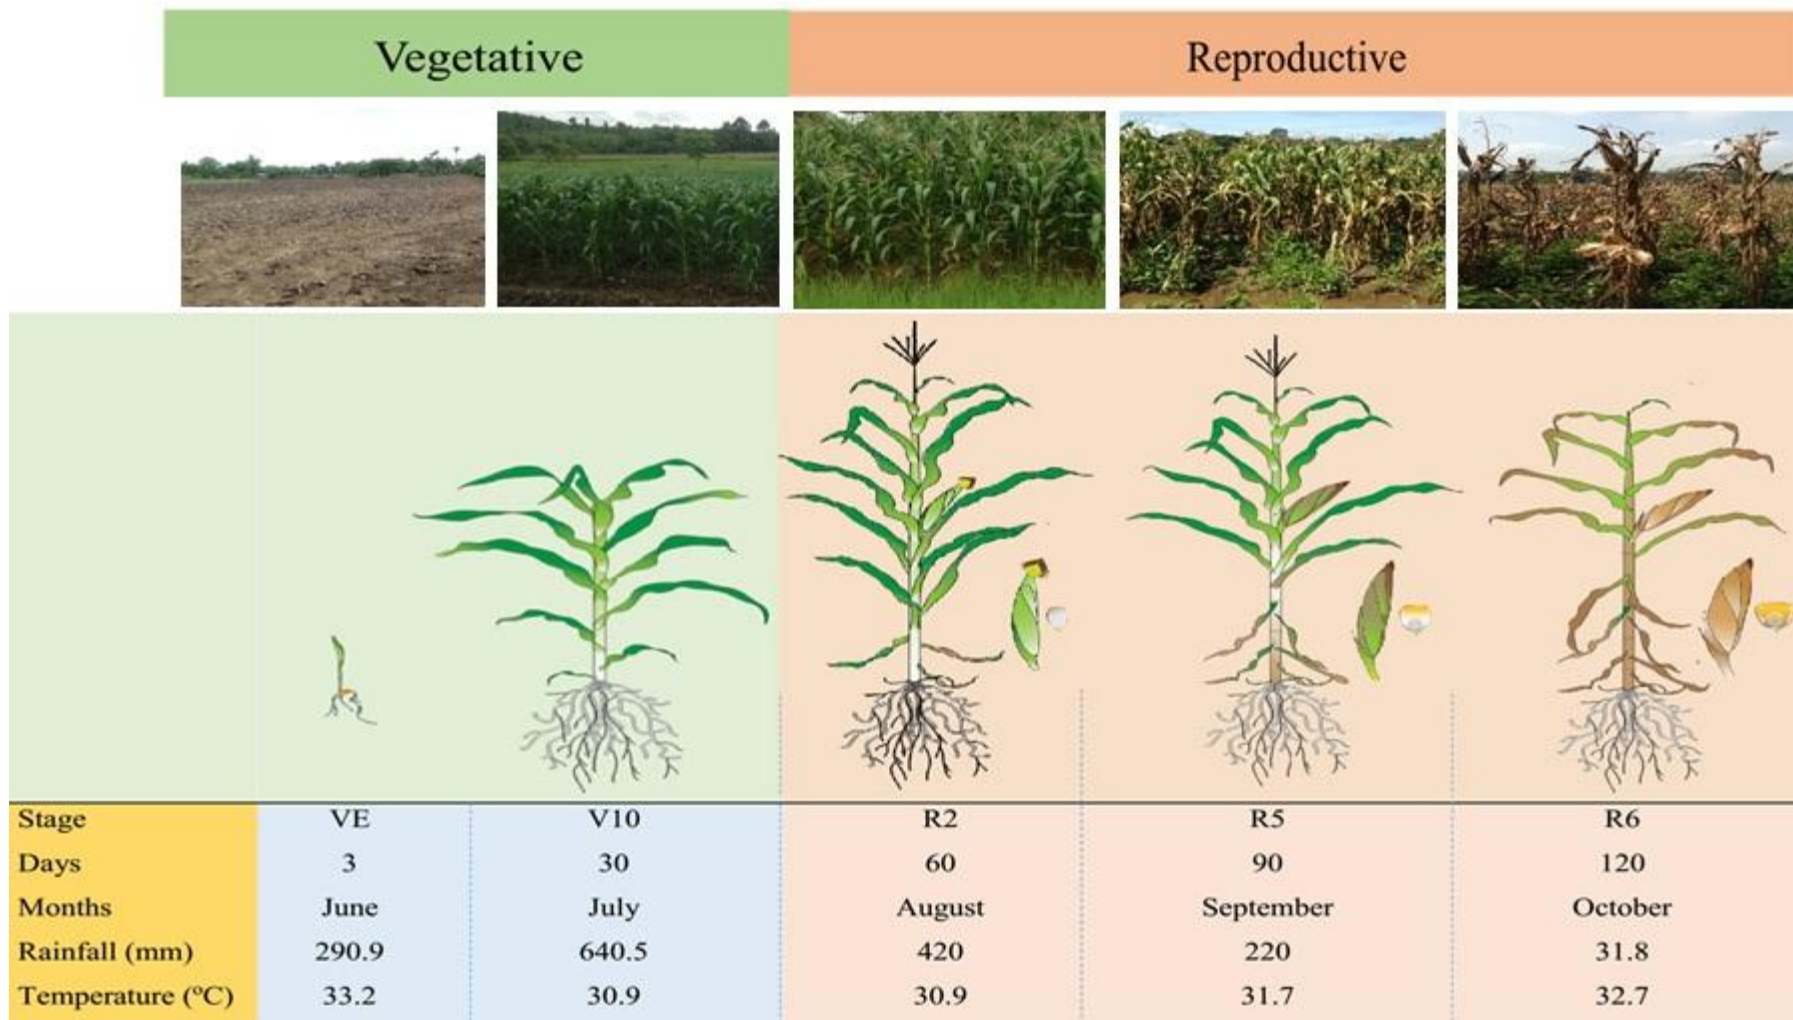 Vegetative Reproductive
Stage VE V10 R2 R5 R6
Days 3 30 60 90 120
Months June July August September October
Rainfall (mm) 290.9 640.5 420 220 31.8
Temperature (ºC) 33.2 30.9 30.9 31.7 32.7